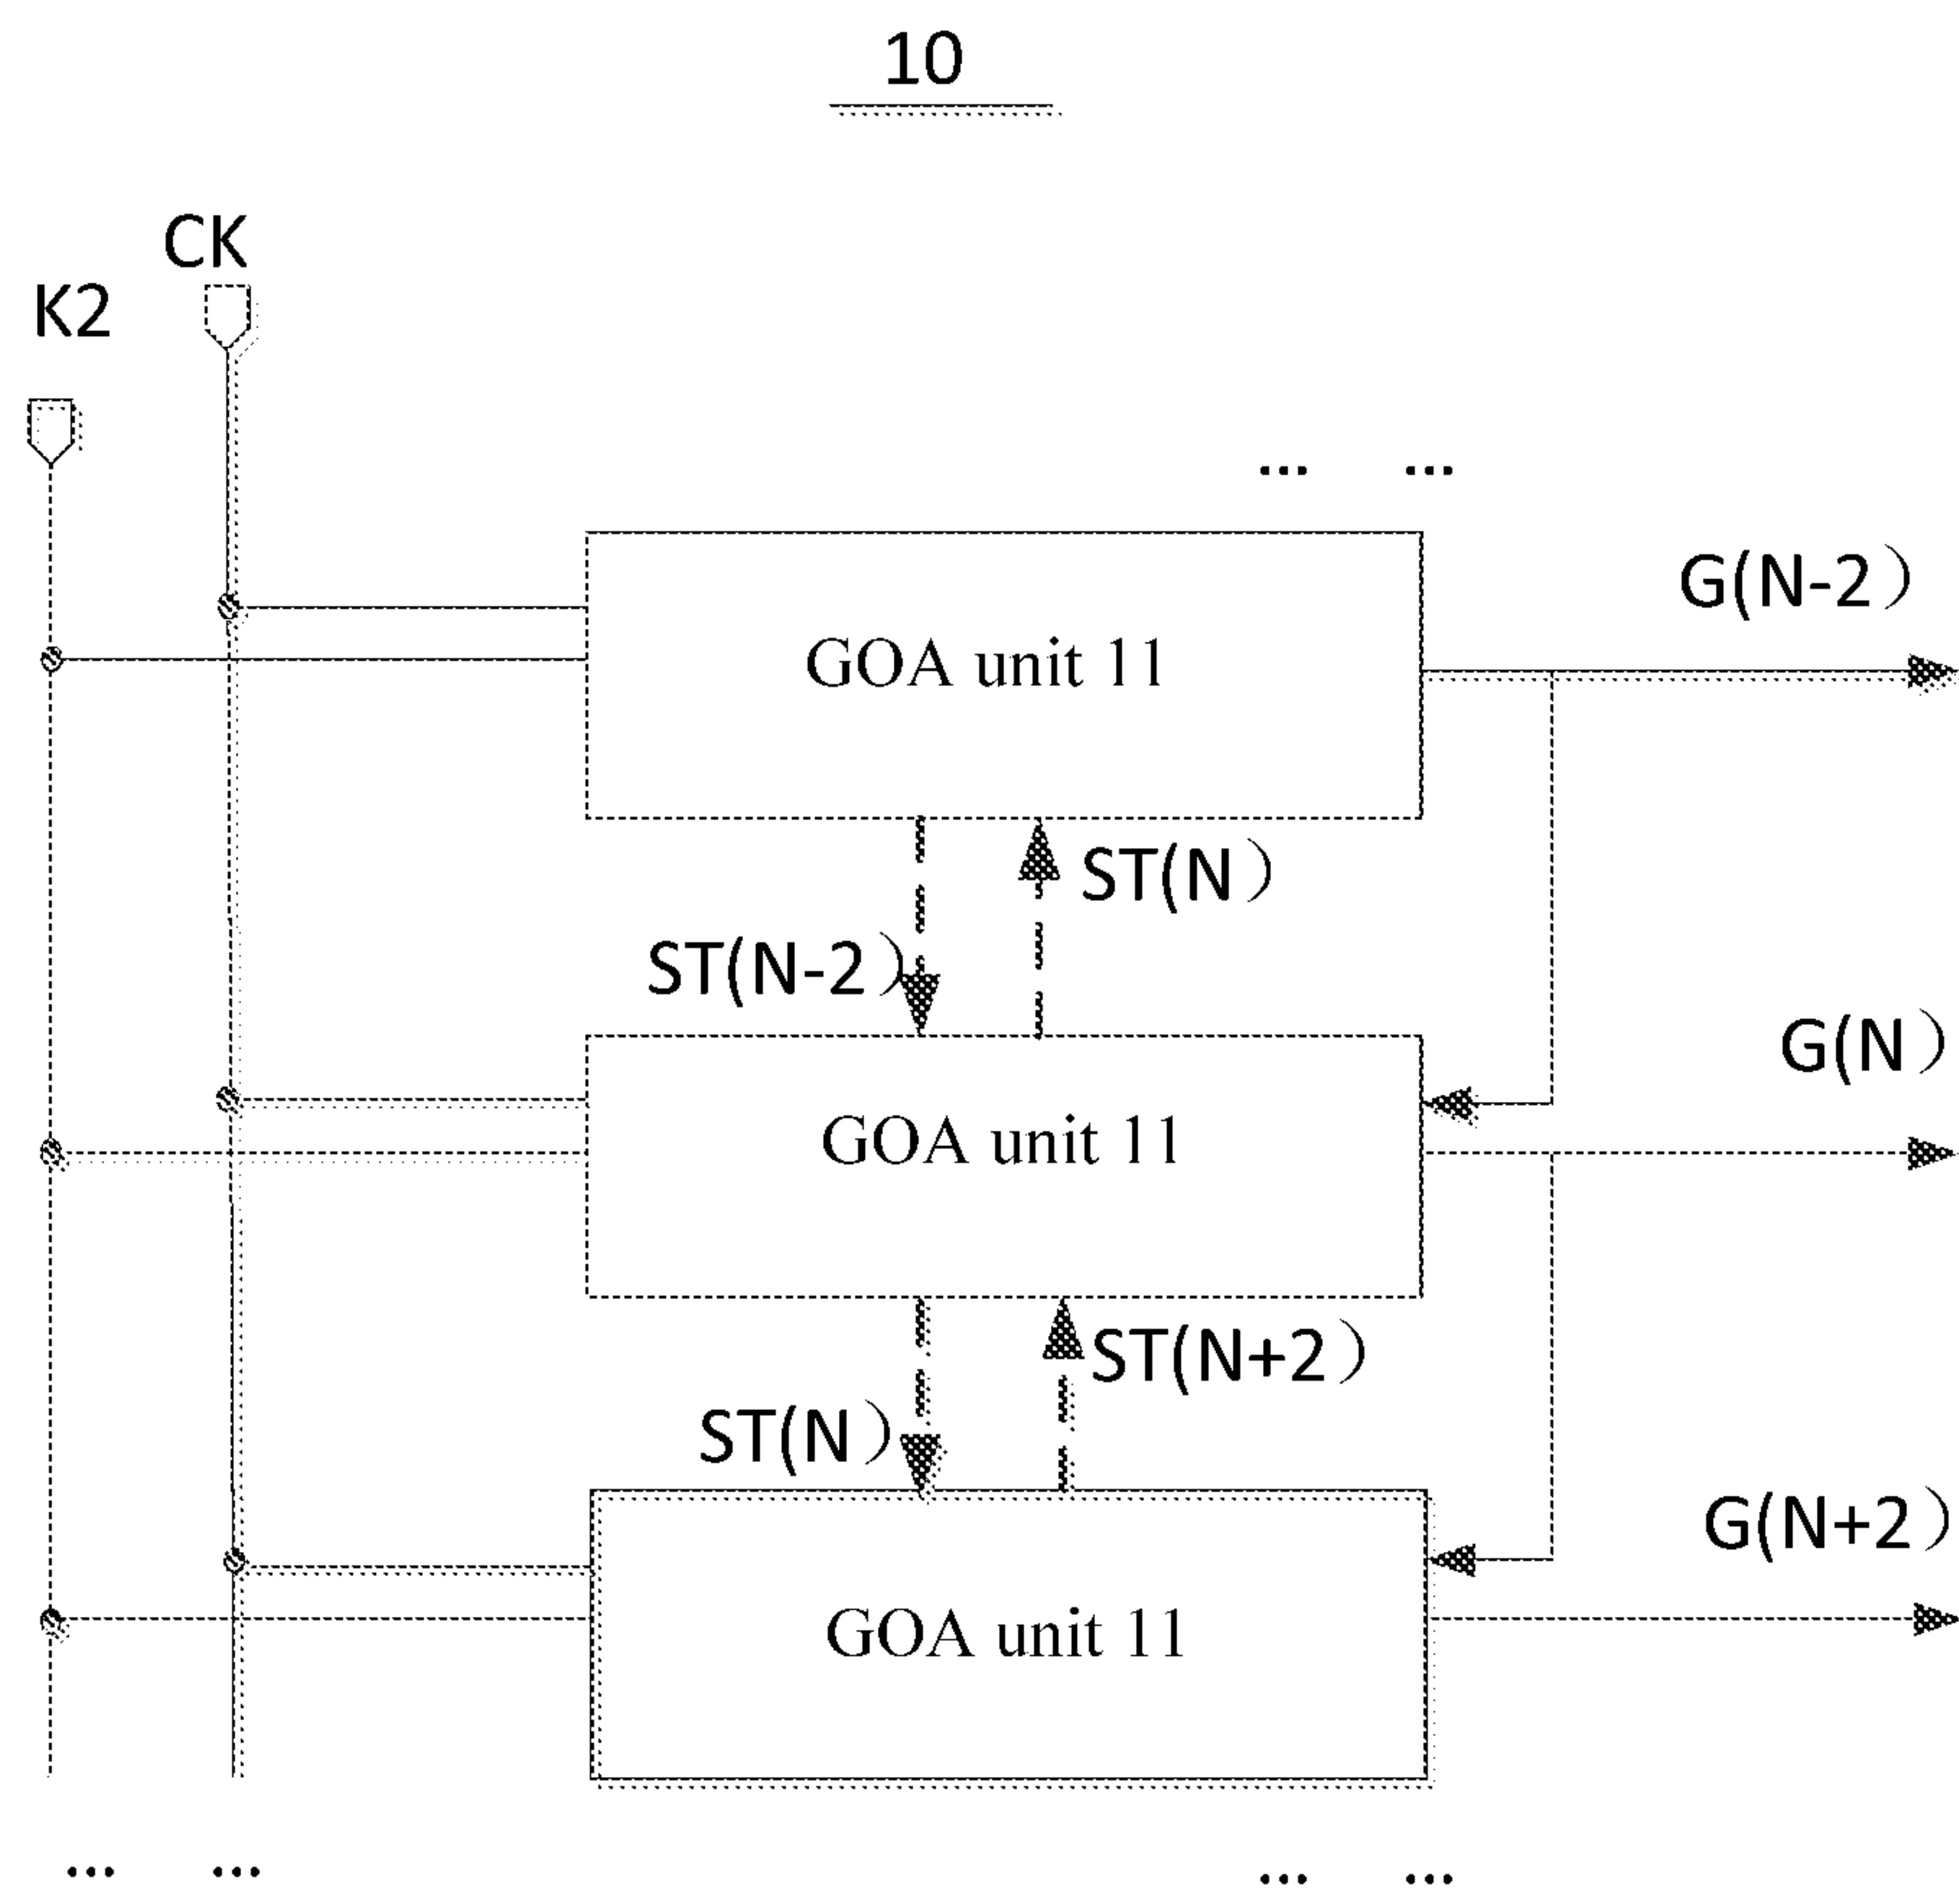 10
CK
K2
... ...
G(N-2）
GOA unit 11
ST(N）
ST(N-2）
G(N）
GOA unit 11
ST(N+2）
ST(N）
G(N+2）
GOA unit 11
... ...
... ...